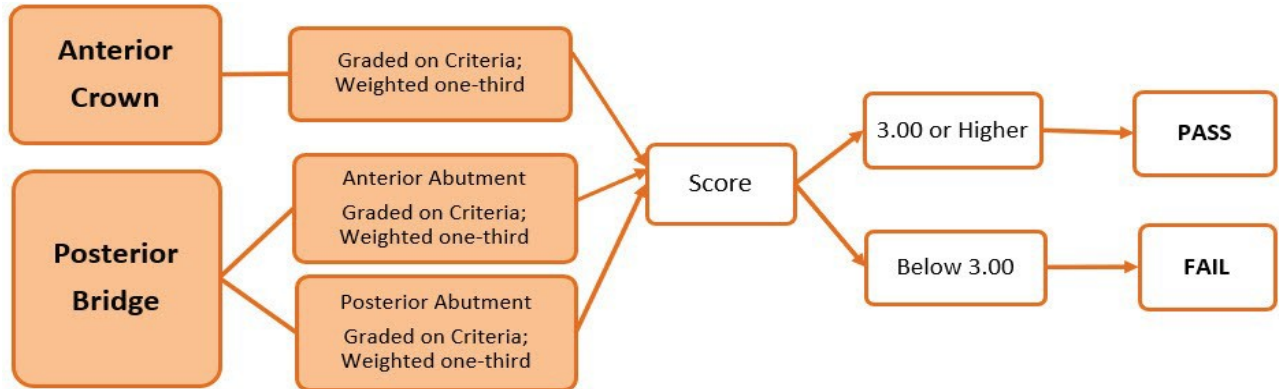 Anterior
Crown
Graded on Criteria;
Weighted one-third
Posterior
Bridge
Anterior Abutment
Graded on Criteria;
Weighted one-third
Posterior Abutment
Graded on Criteria;
Weighted one-third
Score
3.00 or Higher
PASS
Below 3.00
FAIL